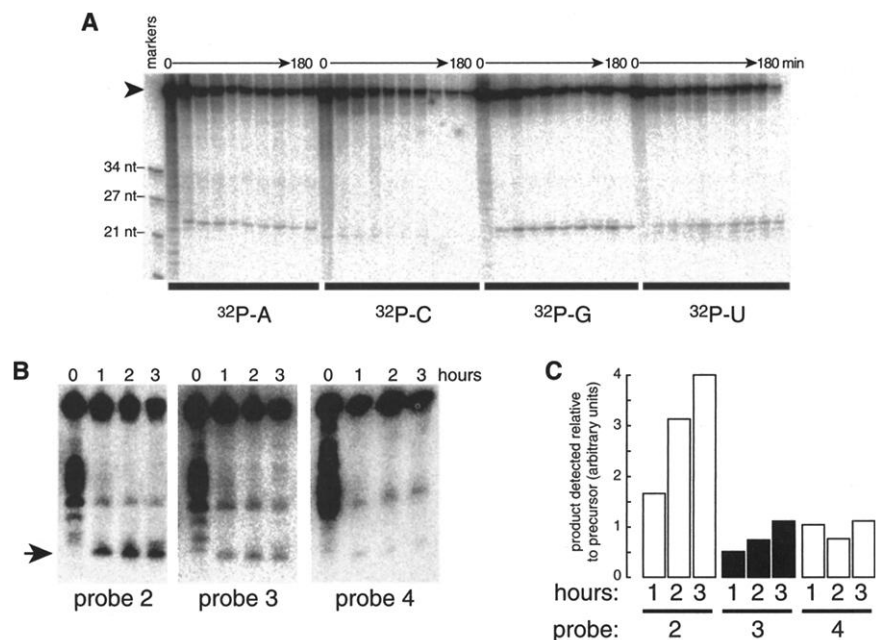 A
markers
0 180 0 180 0 180 0 180 min
34 nt–
27 nt–
21 nt–
32P-A 32P-C 32P-G 32P-U
B
0 1 2 3 0 1 2 3 0 1 2 3 hours
probe 2 probe 3 probe 4
C
product detected relative
to precursor (arbitrary units)
4
3
2
1
0
hours: 1 2 3 1 2 3 1 2 3
probe: 2 3 4